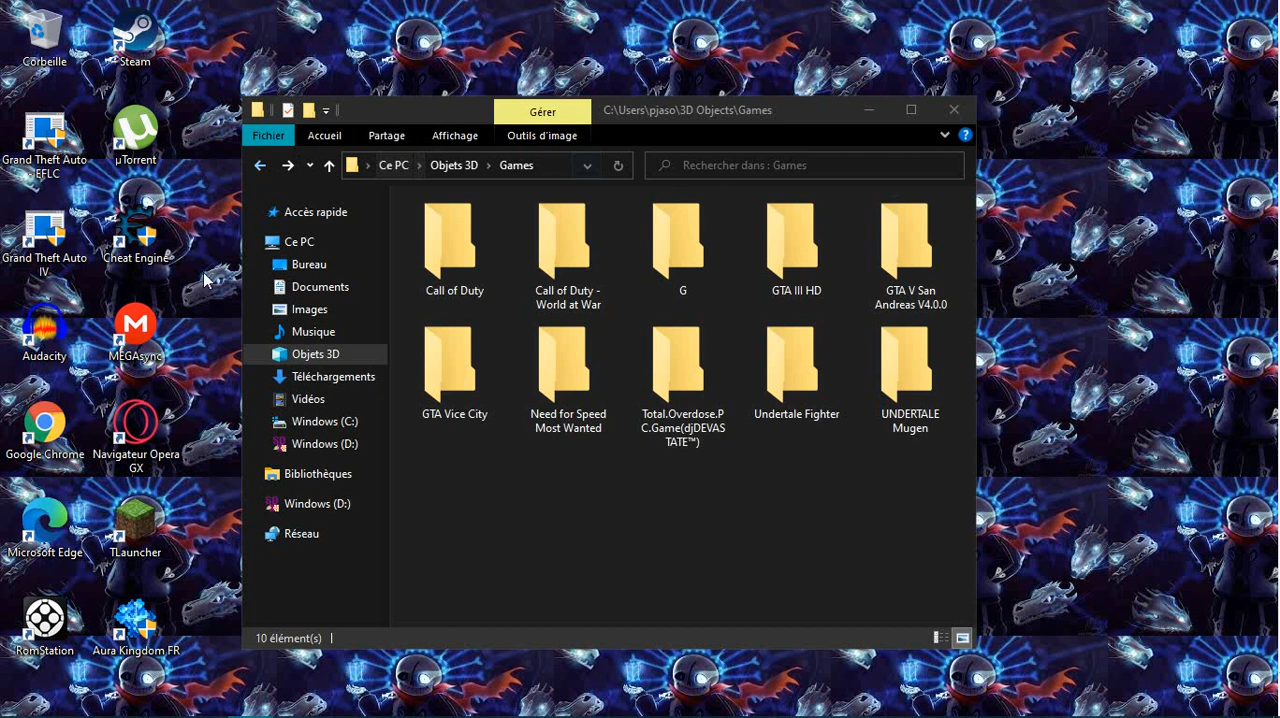 Corbeille
Steam
Grand Theft Auto
- EFLC
µTorrent
Grand Theft Auto
IV
Cheat Engine
Audacity
MEGAsync
Google Chrome
Navigateur Opera
GX
Microsoft Edge
TLauncher
RomStation
Aura Kingdom FR
Gérer
C:\Users\pjaso\3D Objects\Games
Fichier
Accueil
Partage
Affichage
Outils d'image
Ce PC
Objets 3D
Games
Rechercher dans : Games
Accès rapide
Ce PC
Bureau
Documents
Images
Musique
Objets 3D
Téléchargements
Vidéos
Windows (C:)
Windows (D:)
Bibliothèques
Windows (D:)
Réseau
Call of Duty
Call of Duty -
World at War
G
GTA III HD
GTA V San
Andreas V4.0.0
GTA Vice City
Need for Speed
Most Wanted
Total.Overdose.P
C.Game(djDEVAS
TATE™)
Undertale Fighter
UNDERTALE
Mugen
10 élément(s)